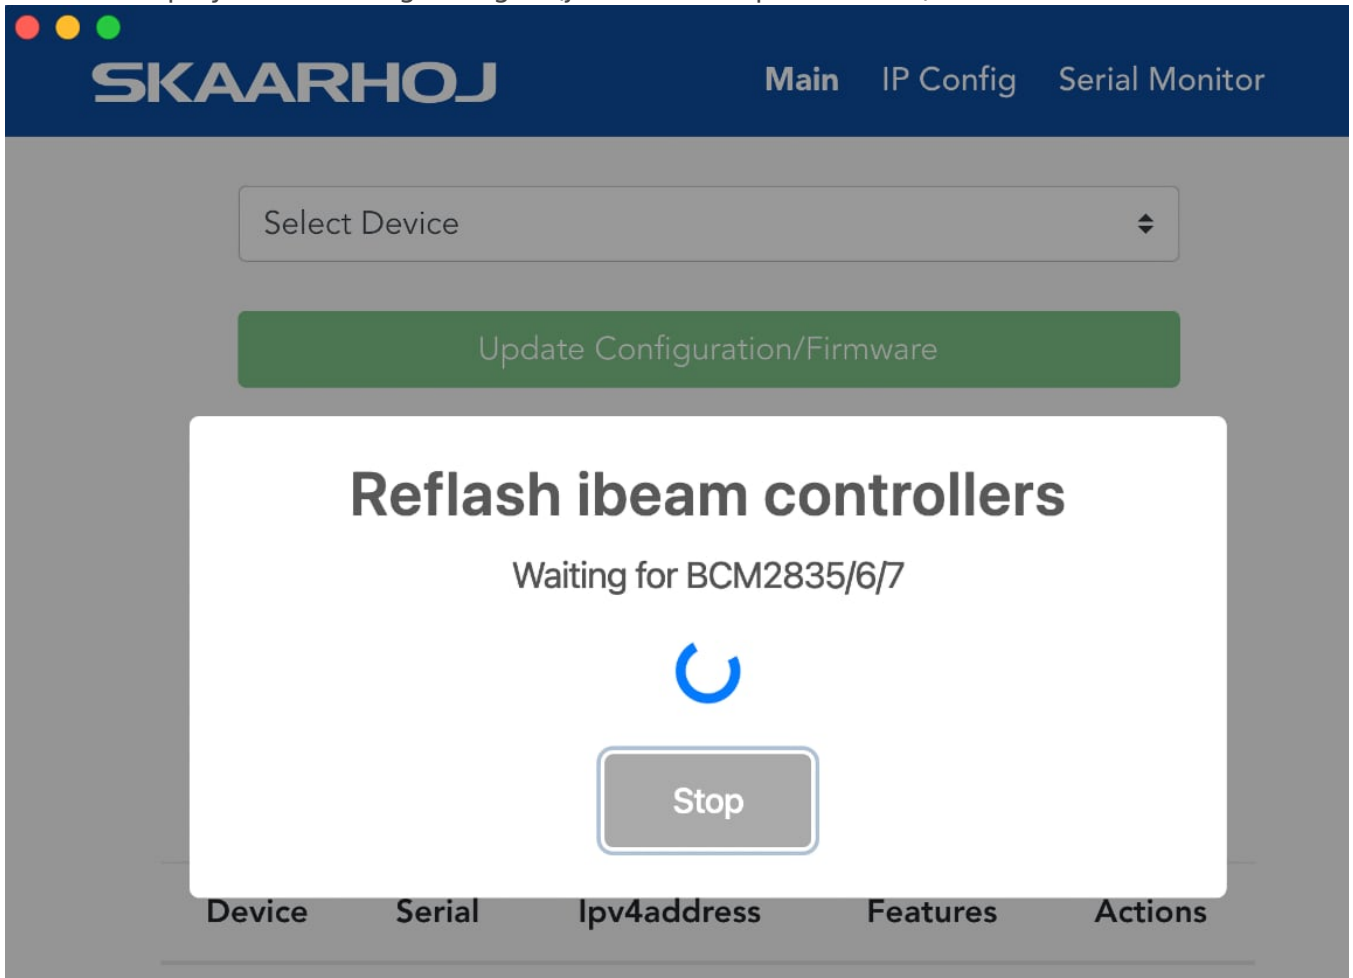 SKAARHOJ
Main IP Config Serial Monitor
Select Device
Update Configuration/Firmware
Reflash ibeam controllers
Waiting for BCM2835/6/7
Stop
Device Serial Ipv4address Features Actions